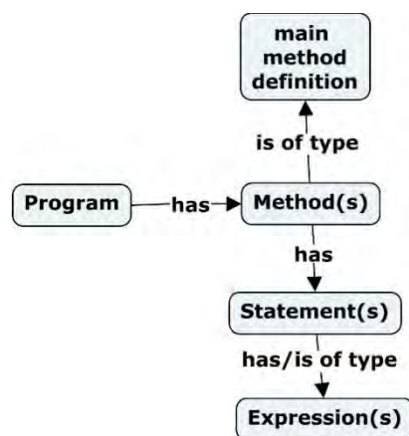 main
method
definition
is of type
Program
has
Method(s)
has
Statement(s)
has/is of type
Expression(s)